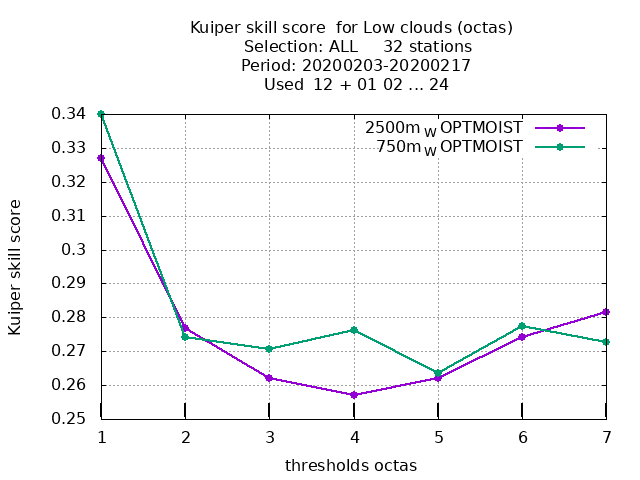 Kuiper skill score  for Low clouds (octas)
Selection: ALL     32 stations
Period: 20200203-20200217
Used  12 + 01 02 ... 24
0.34
0.33
0.32
0.31
0.3
0.29
0.28
0.27
0.26
0.25
Kuiper skill score
2500m W OPTMOIST
750m W OPTMOIST
1 2 3 4 5 6 7
thresholds octas